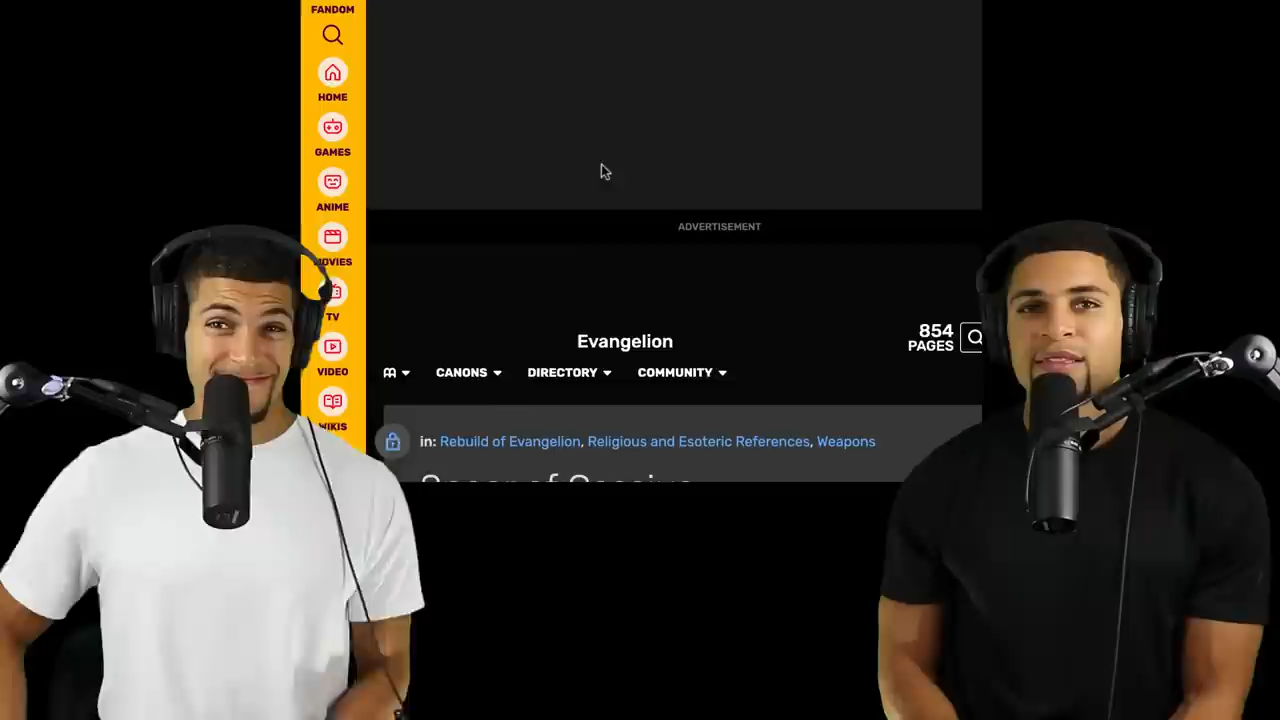 FANDOM
HOME
GAMES
ANIME
MOVIES
TV
VIDEO
WIKIS
ADVERTISEMENT
Evangelion
854
PAGES
CANONS
DIRECTORY
COMMUNITY
in: Rebuild of Evangelion, Religious and Esoteric References, Weapons